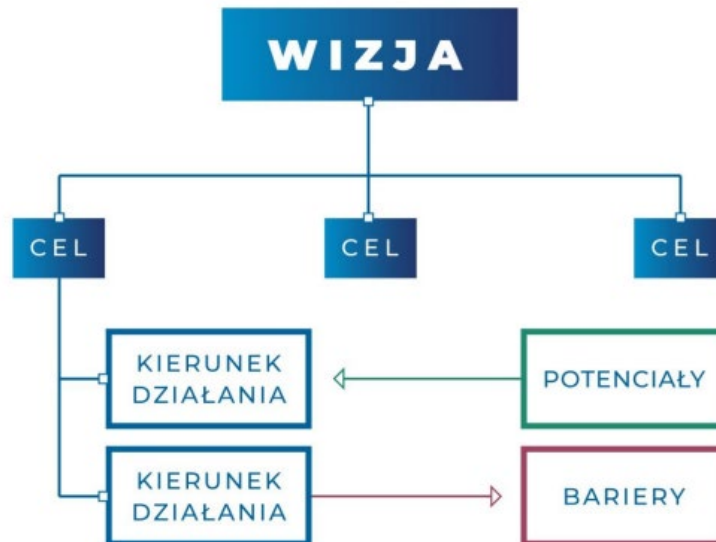 WIZJA
CEL
CEL
CEL
KIERUNEK
DZIAŁANIA
POTENCIAŁY
KIERUNEK
DZIAŁANIA
BARIERY